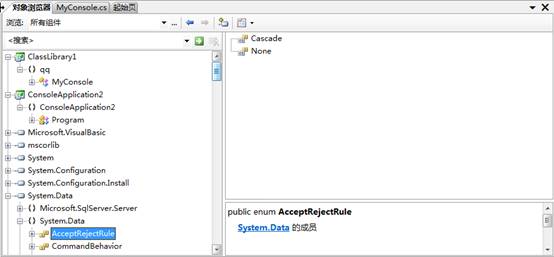 对象浏览器 MyConsole.cs 起始页
浏览: 所有组件 ...
<搜索>
ClassLibrary1
{} qq
MyConsole
ConsoleApplication2
{} ConsoleApplication2
Program
Microsoft.VisualBasic
mscorlib
System
System.Configuration
System.Configuration.Install
System.Data
{} Microsoft.SqlServer.Server
{} System.Data
AcceptRejectRule
CommandBehavior
Cascade
None
public enum AcceptRejectRule
System.Data 的成员